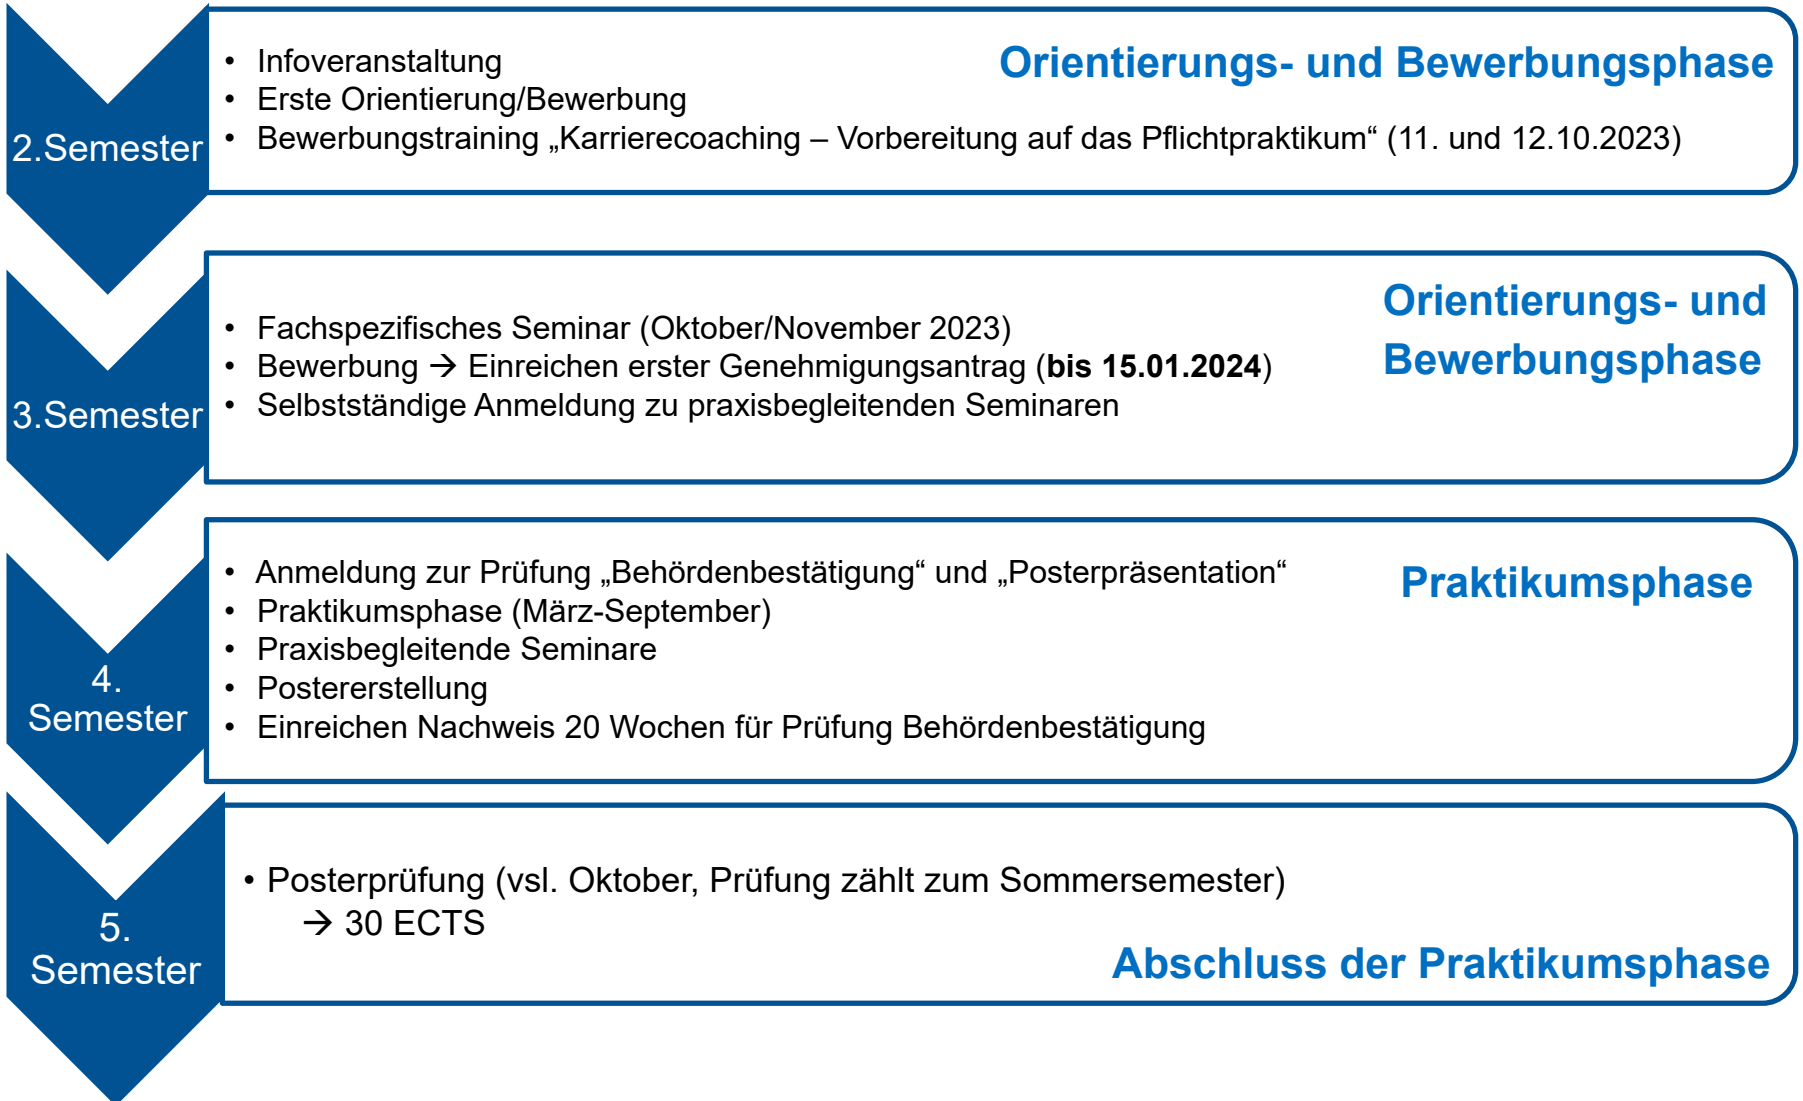 2.Semester
• Infoveranstaltung
• Erste Orientierung/Bewerbung
• Bewerbungstraining „Karrierecoaching – Vorbereitung auf das Pflichtpraktikum“ (11. und 12.10.2023)
Orientierungs- und Bewerbungsphase
3.Semester
• Fachspezifisches Seminar (Oktober/November 2023)
• Bewerbung → Einreichen erster Genehmigungsantrag (bis 15.01.2024)
• Selbstständige Anmeldung zu praxisbegleitenden Seminaren
Orientierungs- und
Bewerbungsphase
4.
Semester
• Anmeldung zur Prüfung „Behördenbestätigung“ und „Posterpräsentation“
• Praktikumsphase (März-September)
• Praxisbegleitende Seminare
• Postererstellung
• Einreichen Nachweis 20 Wochen für Prüfung Behördenbestätigung
Praktikumsphase
5.
Semester
• Posterprüfung (vsl. Oktober, Prüfung zählt zum Sommersemester)
→ 30 ECTS
Abschluss der Praktikumsphase